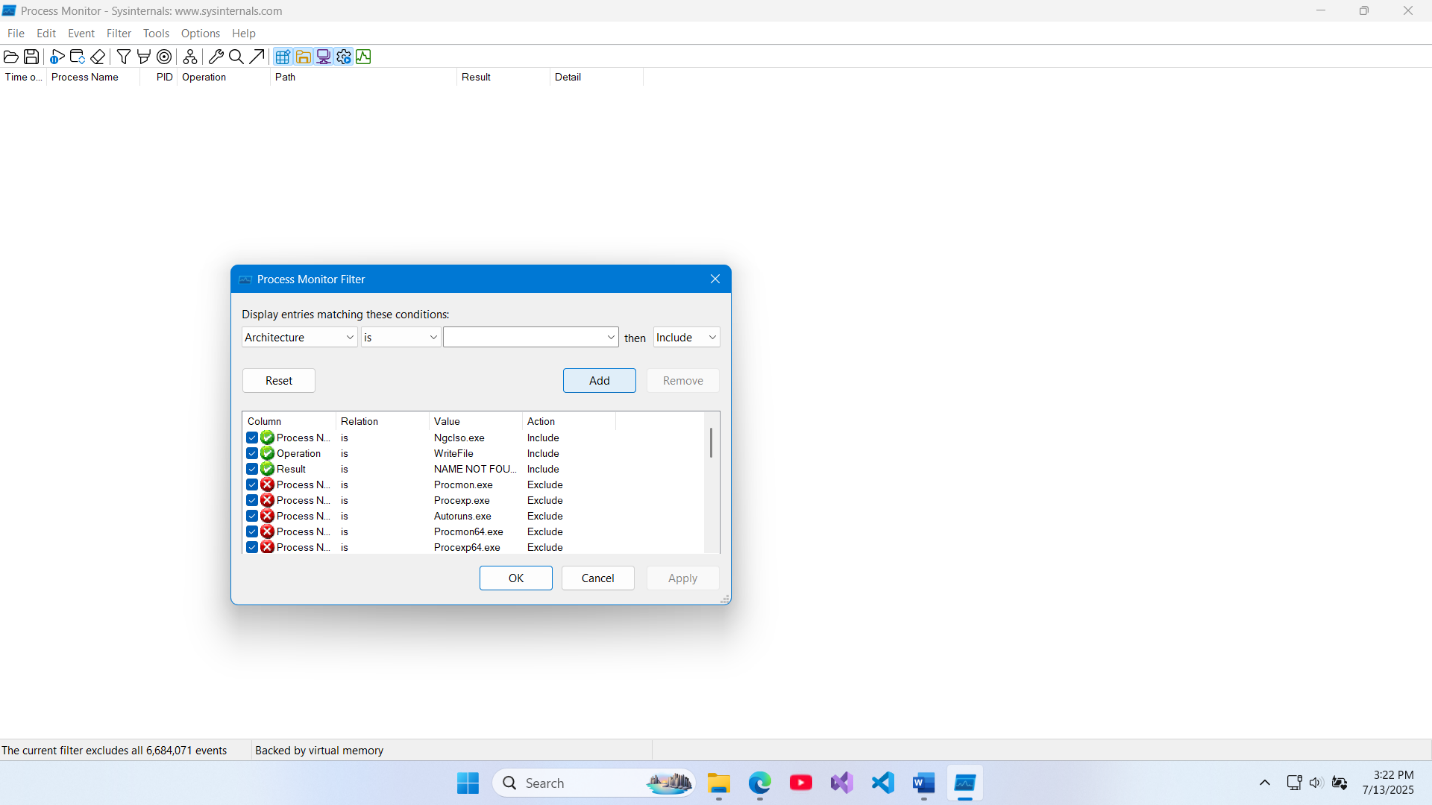 Process Monitor - Sysinternals: www.sysinternals.com
File Edit Event Filter Tools Options Help
Time o... Process Name PID Operation Path Result Detail
Process Monitor Filter
Display entries matching these conditions:
Architecture is then Include
Reset Add Remove
Column Relation Value Action
Process N... is NgcIso.exe Include
Operation is WriteFile Include
Result is NAME NOT FOU... Include
Process N... is Procmon.exe Exclude
Process N... is Procexp.exe Exclude
Process N... is Autoruns.exe Exclude
Process N... is Procmon64.exe Exclude
Process N... is Procexp64.exe Exclude
OK Cancel Apply
The current filter excludes all 6,684,071 events Backed by virtual memory
Search
3:22 PM
7/13/2025